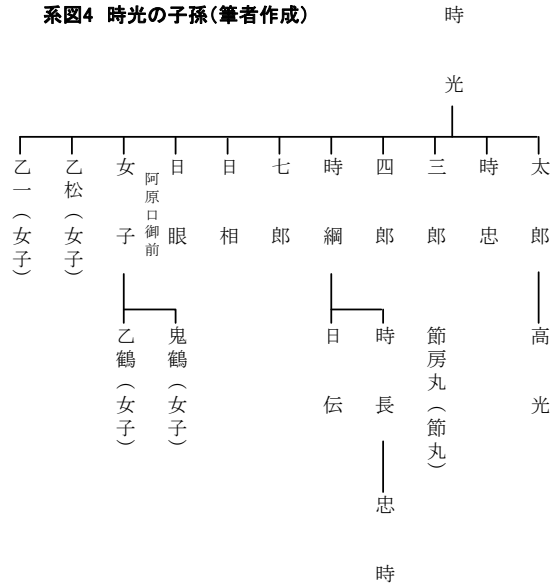 系図4 時光の子孫（筆者作成）
時光
太郎
時忠
三郎
四郎
時綱
七郎
日相
日眼
阿原口御前
女子
乙松（女子）
乙一（女子）
高光
節房丸（節丸）
時長
日伝
鬼鶴（女子）
乙鶴（女子）
忠時